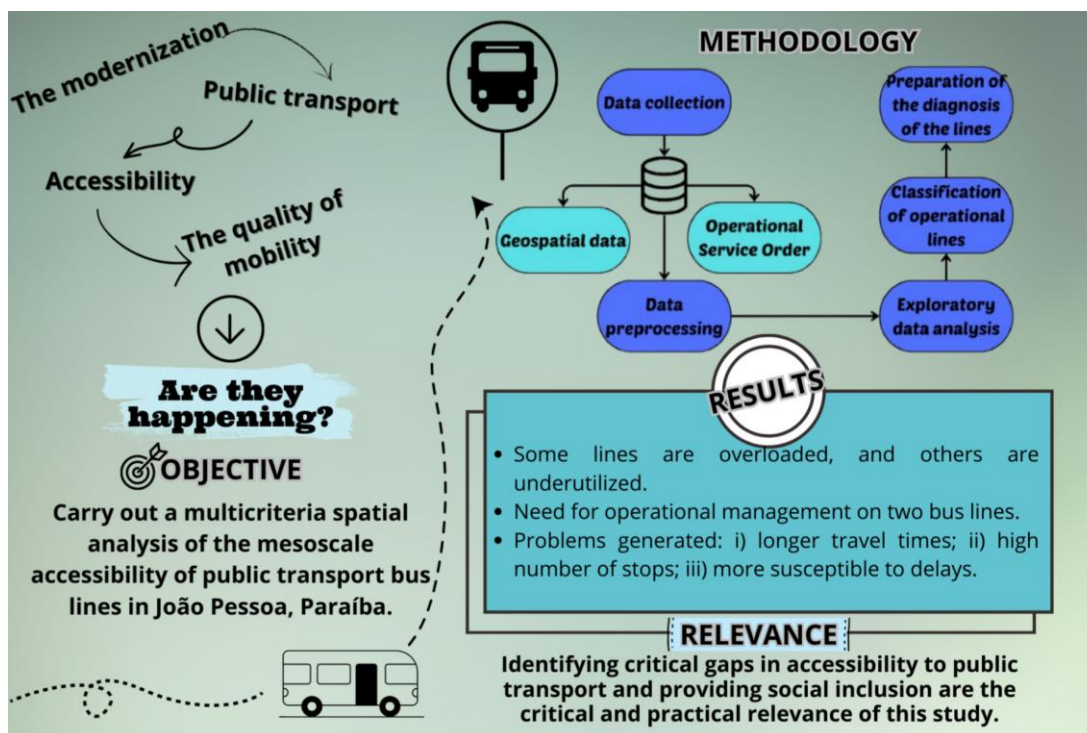 The modernization
Public transport
Accessibility
The quality of
mobility
Are they
happening?
OBJECTIVE
Carry out a multicriteria spatial
analysis of the mesoscale
accessibility of public transport bus
lines in João Pessoa, Paraíba.
METHODOLOGY
Data collection
Geospatial data
Operational
Service Order
Data
preprocessing
Exploratory
data analysis
Classification
of operational
lines
Preparation of
the diagnosis
of the lines
RESULTS
• Some lines are overloaded, and others are
underutilized.
• Need for operational management on two bus lines.
• Problems generated: i) longer travel times; ii) high
number of stops; iii) more susceptible to delays.
RELEVANCE
Identifying critical gaps in accessibility to public
transport and providing social inclusion are the
critical and practical relevance of this study.